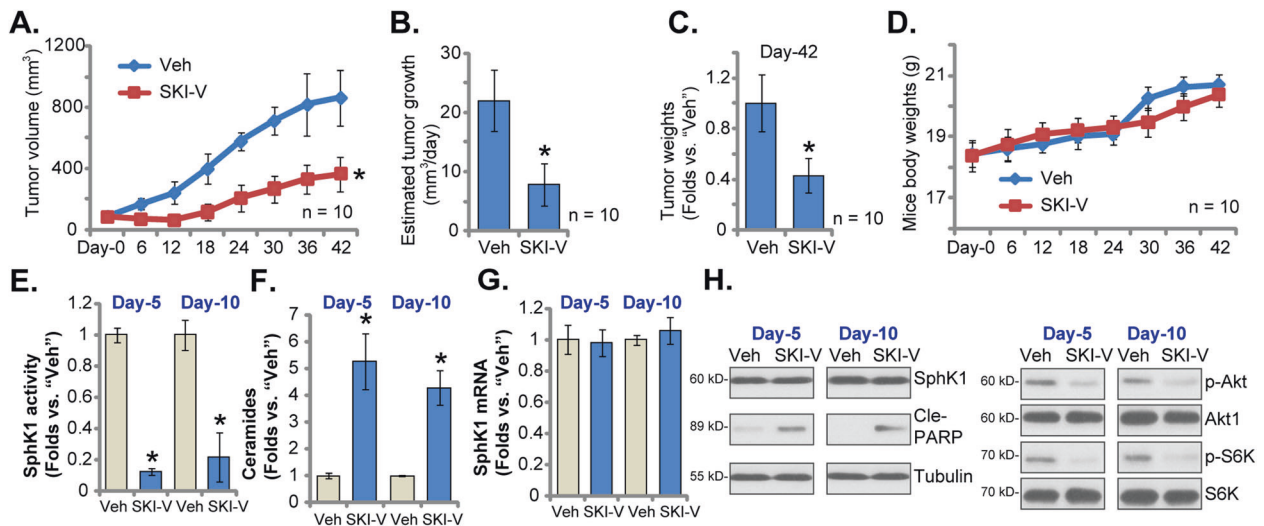 A.
Tumor volume (mm3)
1200
800
400
0
Veh
SKI-V
*
n = 10
Day-0 6 12 18 24 30 36 42
B.
Estimated tumor growth
(mm3/day)
30
20
10
0
*
n = 10
Veh SKI-V
C.
Day-42
Tumor weights
(Folds vs. “Veh”)
1.2
0.8
0.4
0
*
n = 10
Veh SKI-V
D.
Mice body weights (g)
21
19
17
Veh
SKI-V
n = 10
Day-0 6 12 18 24 30 36 42
E.
Day-5 Day-10
SphK1 activity
(Folds vs. “Veh”)
1.2
1
0.8
0.6
0.4
0.2
0
* *
Veh SKI-V Veh SKI-V
F.
Day-5 Day-10
Ceramides
(Folds vs. “Veh”)
7
6
5
4
3
2
1
0
* *
Veh SKI-V Veh SKI-V
G.
Day-5 Day-10
SphK1 mRNA
(Folds vs. “Veh”)
1.2
1
0.8
0.6
0.4
0.2
0
Veh SKI-V Veh SKI-V
H.
Day-5 Day-10
Veh SKI-V Veh SKI-V
60 kD- SphK1
89 kD- Cle-
PARP
55 kD- Tubulin
Day-5 Day-10
Veh SKI-V Veh SKI-V
60 kD- p-Akt
60 kD- Akt1
70 kD- p-S6K
70 kD- S6K